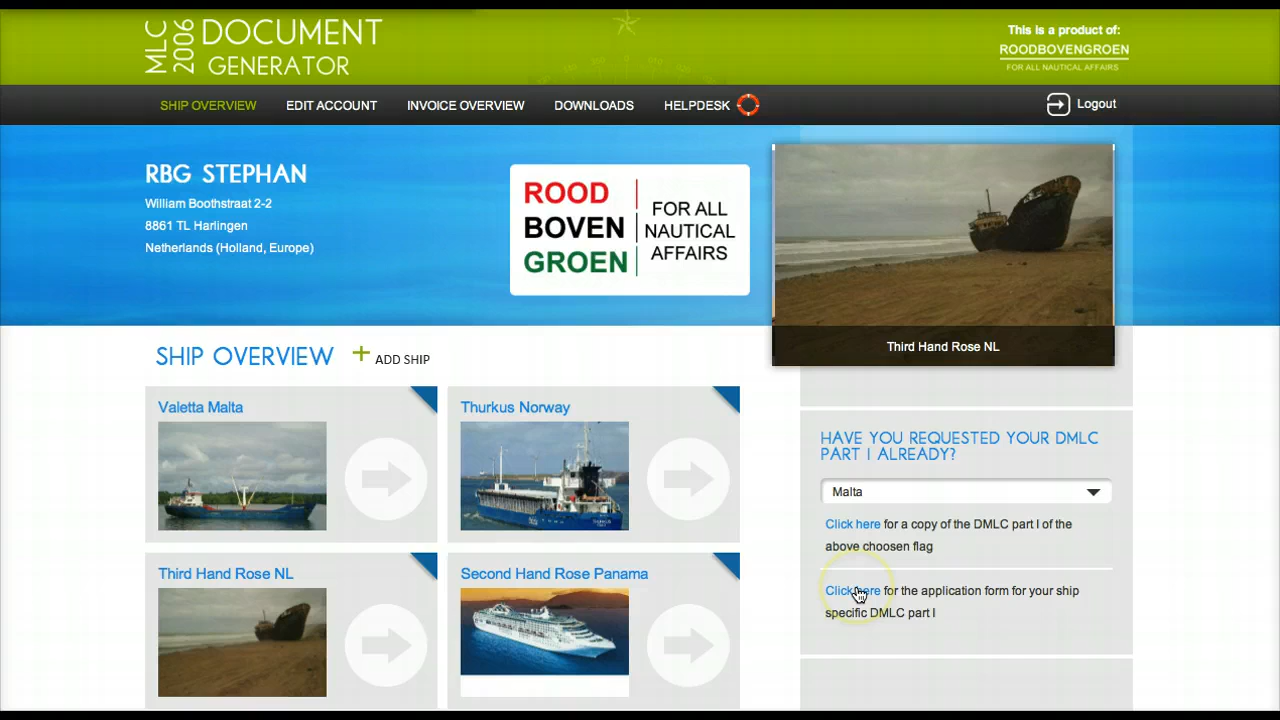 MLC 2006 DOCUMENT GENERATOR
This is a product of:
ROODBOVENGROEN
FOR ALL NAUTICAL AFFAIRS
SHIP OVERVIEW EDIT ACCOUNT INVOICE OVERVIEW DOWNLOADS HELPDESK Logout
RBG STEPHAN
William Boothstraat 2-2
8861 TL Harlingen
Netherlands (Holland, Europe)
ROOD
BOVEN
GROEN
FOR ALL
NAUTICAL
AFFAIRS
Third Hand Rose NL
SHIP OVERVIEW + ADD SHIP
Valetta Malta
Thurkus Norway
Third Hand Rose NL
Second Hand Rose Panama
HAVE YOU REQUESTED YOUR DMLC
PART I ALREADY?
Malta
Click here for a copy of the DMLC part I of the
above choosen flag
Click here for the application form for your ship
specific DMLC part I